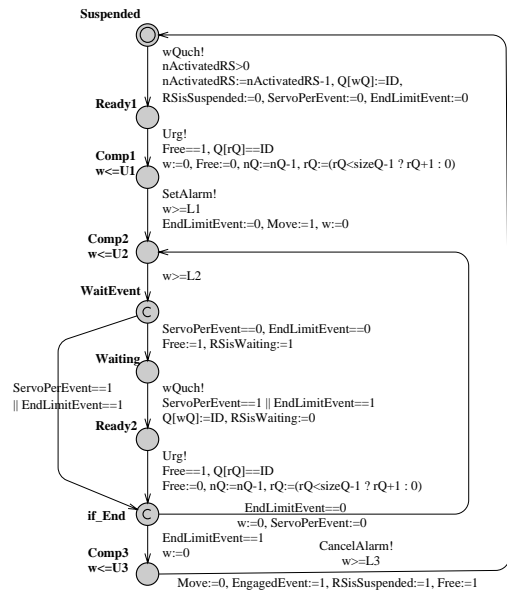 Suspended
wQuch!
nActivatedRS>0
nActivatedRS:=nActivatedRS-1, Q[wQ]:=ID,
RSisSuspended:=0, ServoPerEvent:=0, EndLimitEvent:=0
Ready1
Urg!
Free==1, Q[rQ]==ID
w:=0, Free:=0, nQ:=nQ-1, rQ:=(rQ<sizeQ-1 ? rQ+1 : 0)
Comp1
w<=U1
SetAlarm!
w>=L1
EndLimitEvent:=0, Move:=1, w:=0
Comp2
w<=U2
w>=L2
WaitEvent
C
ServoPerEvent==0, EndLimitEvent==0
Free:=1, RSisWaiting:=1
Waiting
ServoPerEvent==1
|| EndLimitEvent==1
wQuch!
ServoPerEvent==1 || EndLimitEvent==1
Q[wQ]:=ID, RSisWaiting:=0
Ready2
Urg!
Free==1, Q[rQ]==ID
Free:=0, nQ:=nQ-1, rQ:=(rQ<sizeQ-1 ? rQ+1 : 0)
if_End
C
EndLimitEvent==0
w:=0, ServoPerEvent:=0
EndLimitEvent==1
w:=0
Comp3
w<=U3
CancelAlarm!
w>=L3
Move:=0, EngagedEvent:=1, RSisSuspended:=1, Free:=1